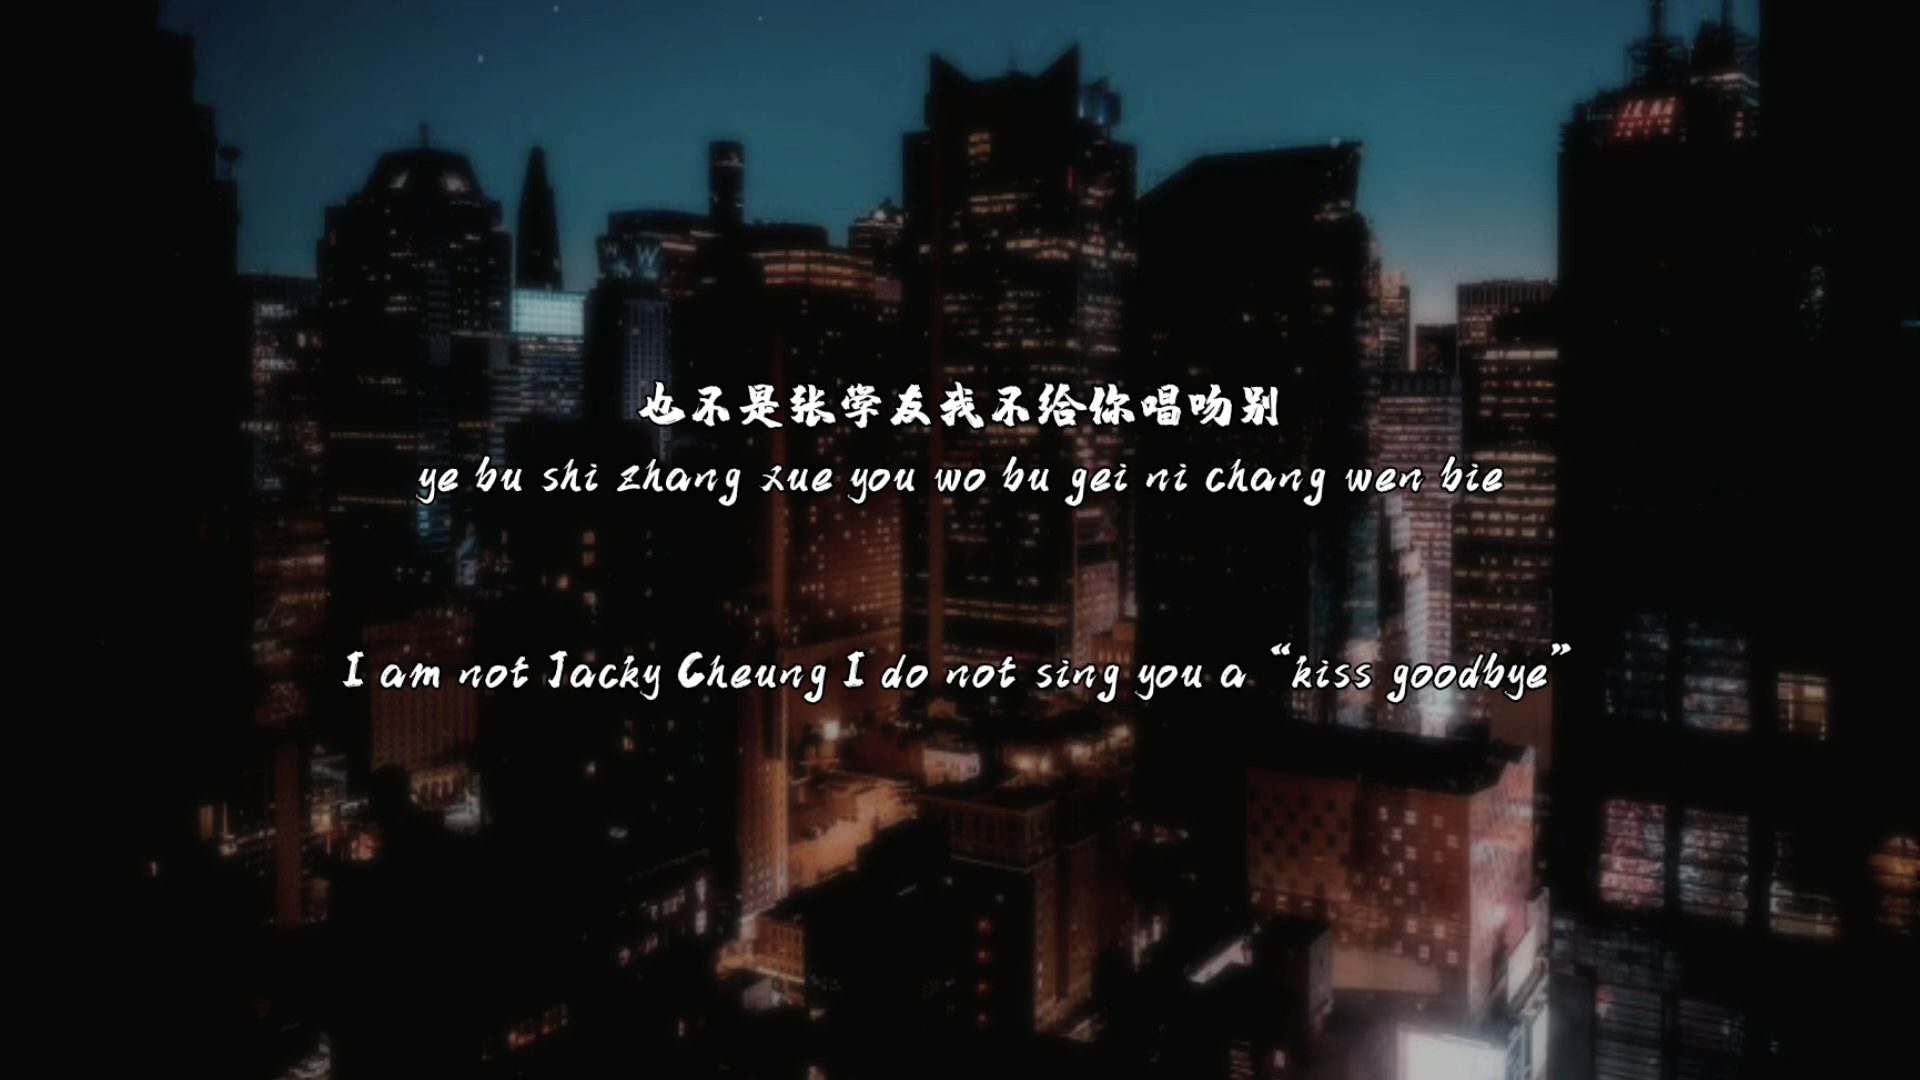 也不是张学友我不给你唱吻别
ye bu shi zhang xue you wo bu gei ni chang wen bie
I am not Jacky Cheung I do not sing you a “kiss goodbye”